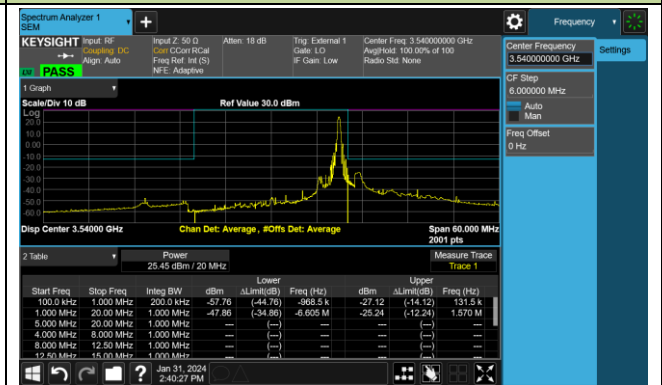 Spectrum Analyzer 1
SEM
+
Frequency
KEYSIGHT Input: RF Input Z: 50 Ω Atten: 18 dB Trig: External 1 Center Freq: 3.540000000 GHz
Coupling: DC Corr CCorr RCal Gate: LO Avg|Hold: 100.00% of 100
Align: Auto Freq Ref: Int (S) IF Gain: Low Radio Std: None
NFE: Adaptive
PASS
Center Frequency
3.540000000 GHz
Settings
CF Step
6.000000 MHz
Auto
Man
Freq Offset
0 Hz
1 Graph
Scale/Div 10 dB Ref Value 30.0 dBm
Log
20.0
10.0
0.00
-10.0
-20.0
-30.0
-40.0
-50.0
-60.0
Disp Center 3.54000 GHz Chan Det: Average, #Offs Det: Average Span 60.000 MHz
2001 pts
2 Table Power Measure Trace
25.45 dBm / 20 MHz Trace 1
Lower Upper
Start Freq Stop Freq Integ BW dBm ΔLimit(dB) Freq (Hz) dBm ΔLimit(dB) Freq (Hz)
100.0 kHz 1.000 MHz 200.0 kHz -57.76 (-44.76) -968.5 k -27.12 (-14.12) 131.5 k
1.000 MHz 20.00 MHz 1.000 MHz -47.86 (-34.86) -6.605 M -25.24 (-12.24) 1.570 M
5.000 MHz 20.00 MHz 1.000 MHz --- (---) --- --- (---) ---
4.000 MHz 8.000 MHz 1.000 MHz --- (---) --- --- (---) ---
8.000 MHz 12.50 MHz 1.000 MHz --- (---) --- --- (---) ---
12.50 MHz 15.00 MHz 1.000 MHz --- (---) --- --- (---) ---
? Jan 31, 2024
2:40:27 PM